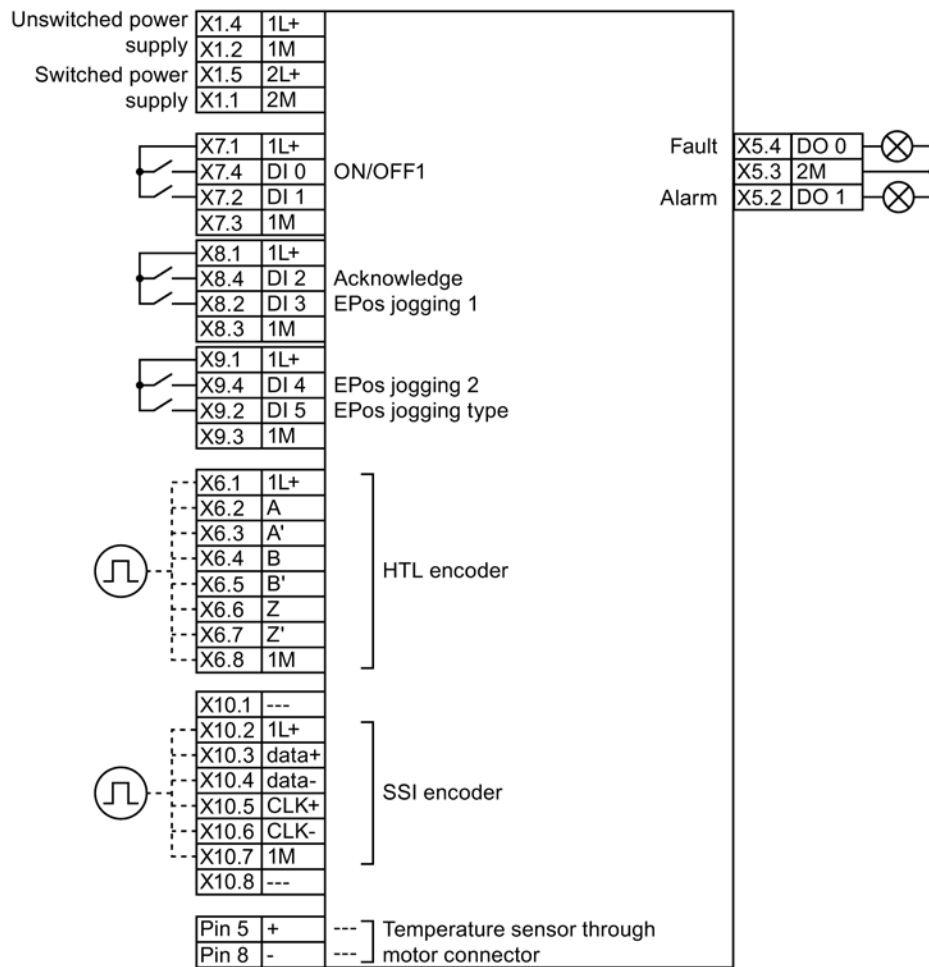 Unswitched power
supply
X1.4 1L+
X1.2 1M
Switched power
supply
X1.5 2L+
X1.1 2M
X7.1 1L+
X7.4 DI 0 ON/OFF1
X7.2 DI 1
X7.3 1M
X8.1 1L+
X8.4 DI 2 Acknowledge
X8.2 DI 3 EPos jogging 1
X8.3 1M
X9.1 1L+
X9.4 DI 4 EPos jogging 2
X9.2 DI 5 EPos jogging type
X9.3 1M
X6.1 1L+
X6.2 A
X6.3 A'
X6.4 B
X6.5 B'
X6.6 Z
X6.7 Z'
X6.8 1M
HTL encoder
X10.1 ---
X10.2 1L+
X10.3 data+
X10.4 data-
X10.5 CLK+
X10.6 CLK-
X10.7 1M
X10.8 ---
SSI encoder
Pin 5 + --- Temperature sensor through
Pin 8 - --- motor connector
Fault X5.4 DO 0
X5.3 2M
Alarm X5.2 DO 1